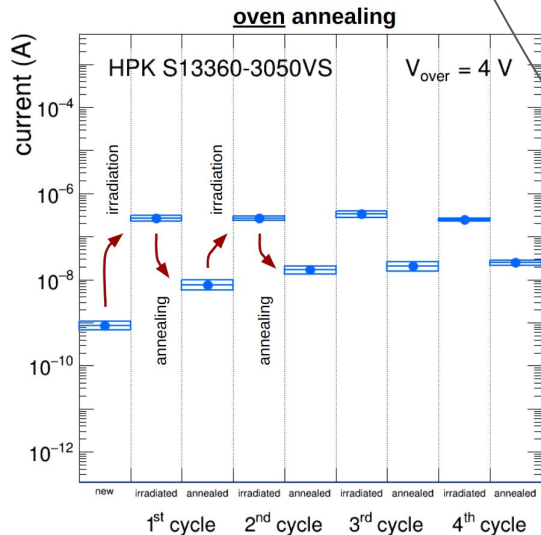 oven annealing
HPK S13360-3050VS
V_over = 4 V
current (A)
10⁻⁴
10⁻⁶
10⁻⁸
10⁻¹⁰
10⁻¹²
irradiation
irradiation
annealing
annealing
new irradiated annealed irradiated annealed irradiated annealed irradiated annealed
1ˢᵗ cycle 2ⁿᵈ cycle 3ʳᵈ cycle 4ᵗʰ cycle